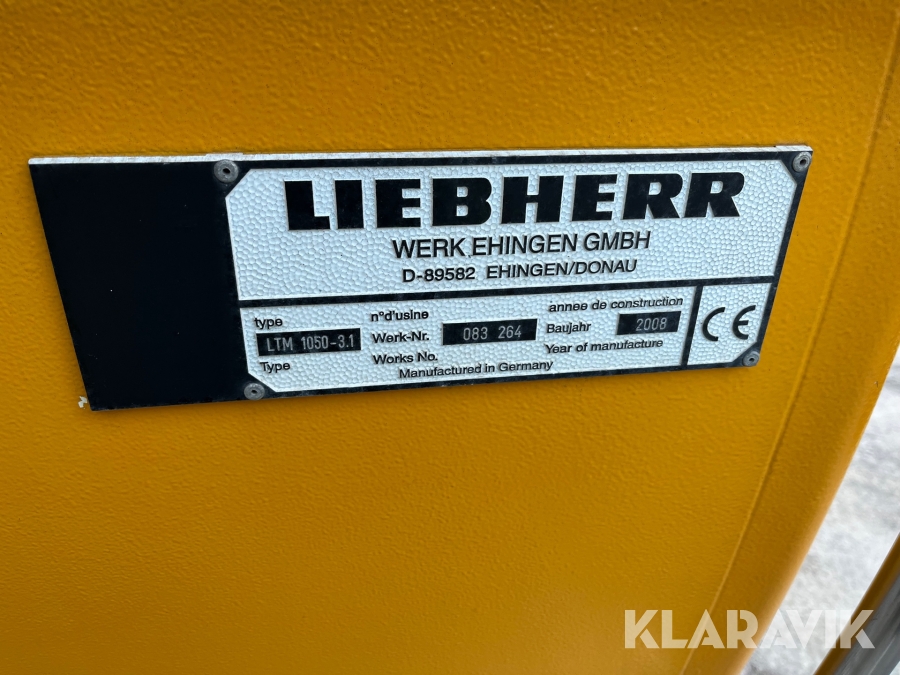 LIEBHERR
WERK EHINGEN GMBH
D-89582 EHINGEN/DONAU
type
LTM 1050-3.1
Type
n°d'usine
Werk-Nr. 083 264
Works No.
annee de construction
Baujahr 2008
Year of manufacture
Manufactured in Germany
CE
KLARAVIK